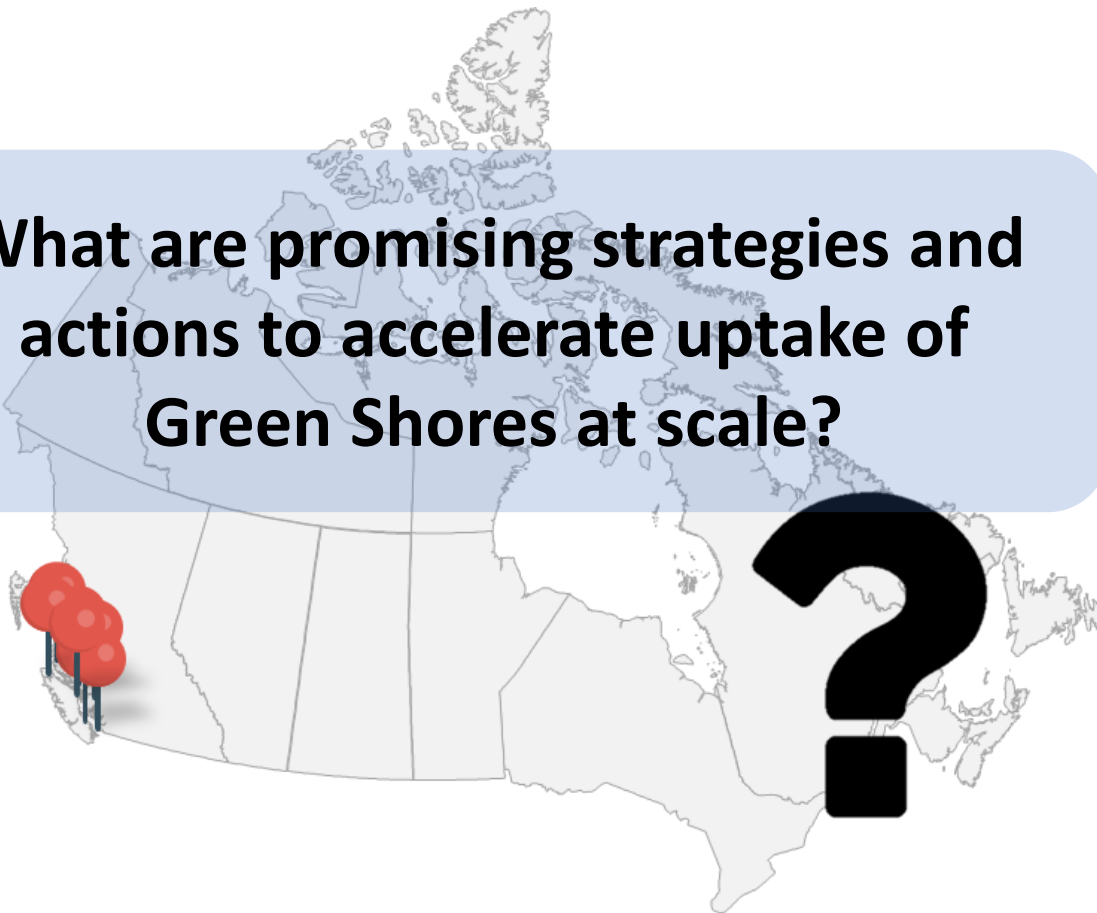 What are promising strategies and
actions to accelerate uptake of
Green Shores at scale?
?